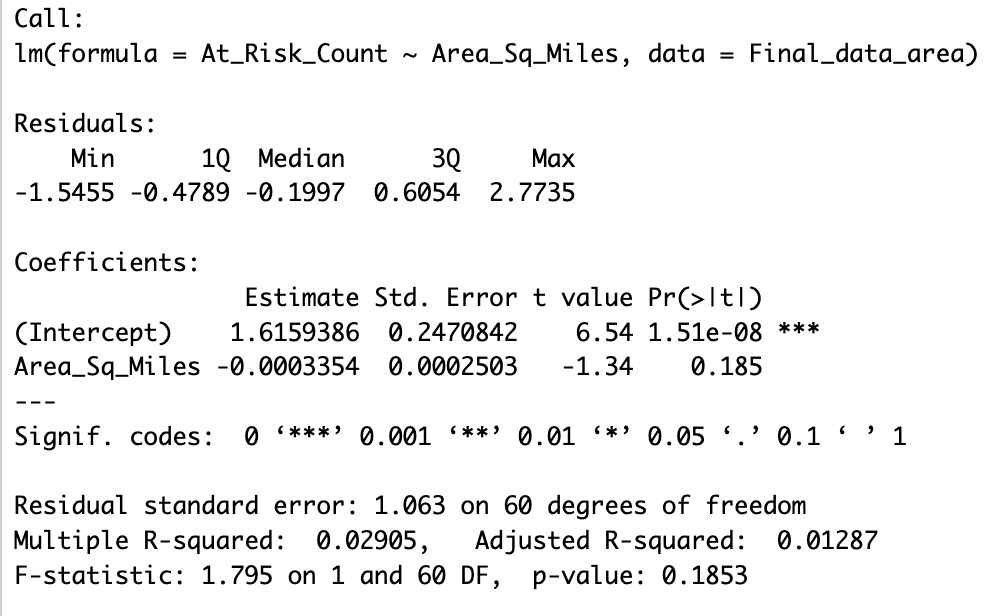 Call:
lm(formula = At_Risk_Count ~ Area_Sq_Miles, data = Final_data_area)
Residuals:
Min 1Q Median 3Q Max
-1.5455 -0.4789 -0.1997 0.6054 2.7735
Coefficients:
Estimate Std. Error t value Pr(>|t|)
(Intercept) 1.6159386 0.2470842 6.54 1.51e-08 ***
Area_Sq_Miles -0.0003354 0.0002503 -1.34 0.185
---
Signif. codes: 0 ‘***’ 0.001 ‘**’ 0.01 ‘*’ 0.05 ‘.’ 0.1 ‘ ’ 1
Residual standard error: 1.063 on 60 degrees of freedom
Multiple R-squared: 0.02905, Adjusted R-squared: 0.01287
F-statistic: 1.795 on 1 and 60 DF, p-value: 0.1853